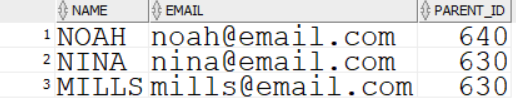 NAME EMAIL PARENT_ID
1 NOAH noah@email.com 640
2 NINA nina@email.com 630
3 MILLS mills@email.com 630